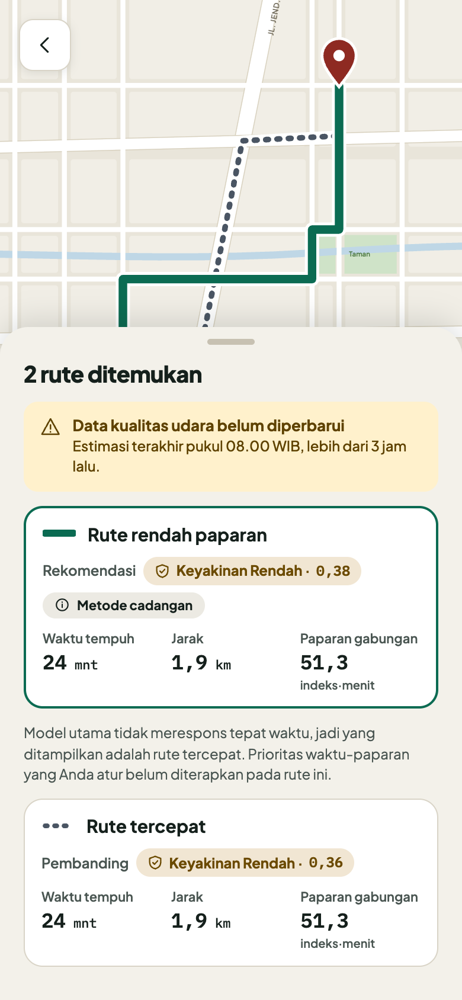 JL. JEND.
Taman
2 rute ditemukan
Data kualitas udara belum diperbarui
Estimasi terakhir pukul 08.00 WIB, lebih dari 3 jam
lalu.
Rute rendah paparan
Rekomendasi Keyakinan Rendah · 0,38
Metode cadangan
Waktu tempuh Jarak Paparan gabungan
24 mnt 1,9 km 51,3
indeks·menit
Model utama tidak merespons tepat waktu, jadi yang
ditampilkan adalah rute tercepat. Prioritas waktu-paparan
yang Anda atur belum diterapkan pada rute ini.
Rute tercepat
Pembanding Keyakinan Rendah · 0,36
Waktu tempuh Jarak Paparan gabungan
24 mnt 1,9 km 51,3
indeks·menit